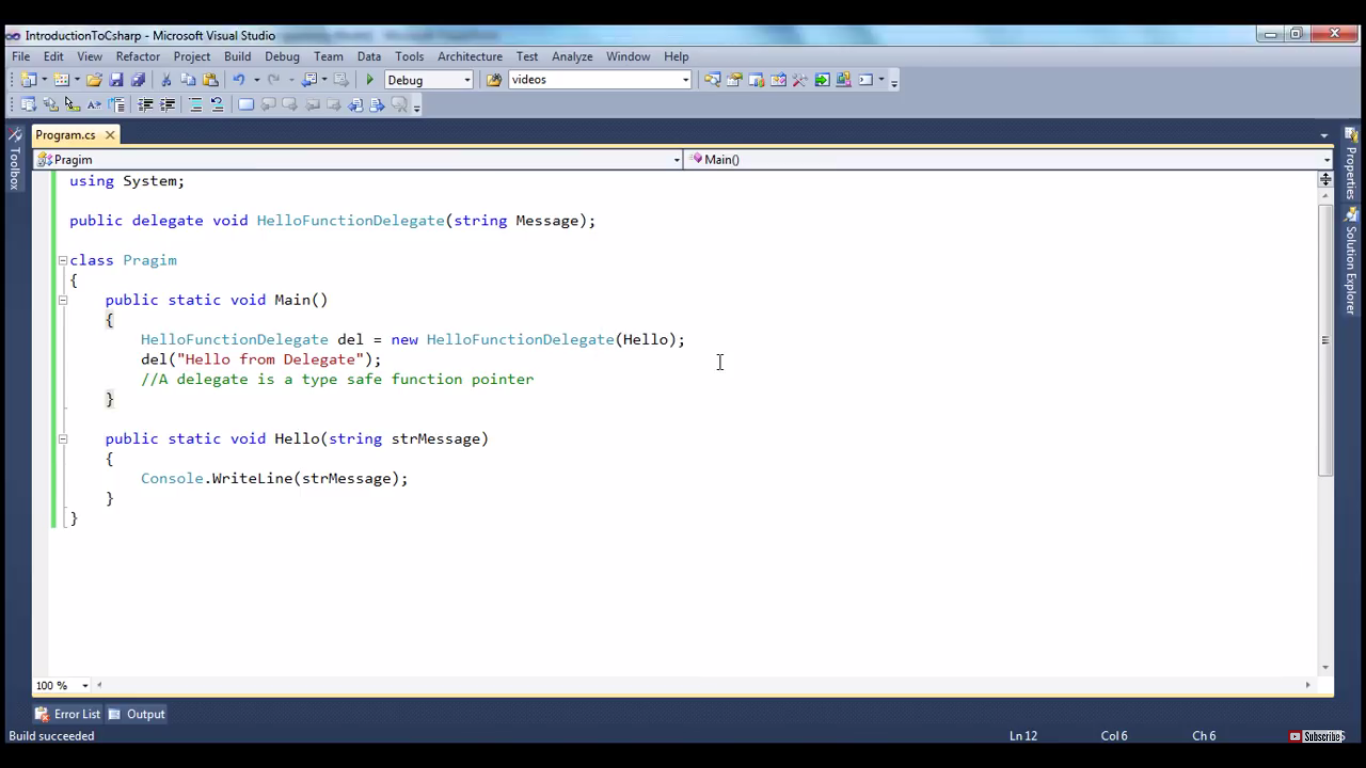 IntroductionToCsharp - Microsoft Visual Studio
File Edit View Refactor Project Build Debug Team Data Tools Architecture Test Analyze Window Help
Debug videos
Program.cs
Pragim Main()
Toolbox
Properties
Solution Explorer
using System;
public delegate void HelloFunctionDelegate(string Message);
class Pragim
{
public static void Main()
{
HelloFunctionDelegate del = new HelloFunctionDelegate(Hello);
del("Hello from Delegate");
//A delegate is a type safe function pointer
}
public static void Hello(string strMessage)
{
Console.WriteLine(strMessage);
}
}
100 %
Error List Output
Build succeeded Ln 12 Col 6 Ch 6 Subscribe